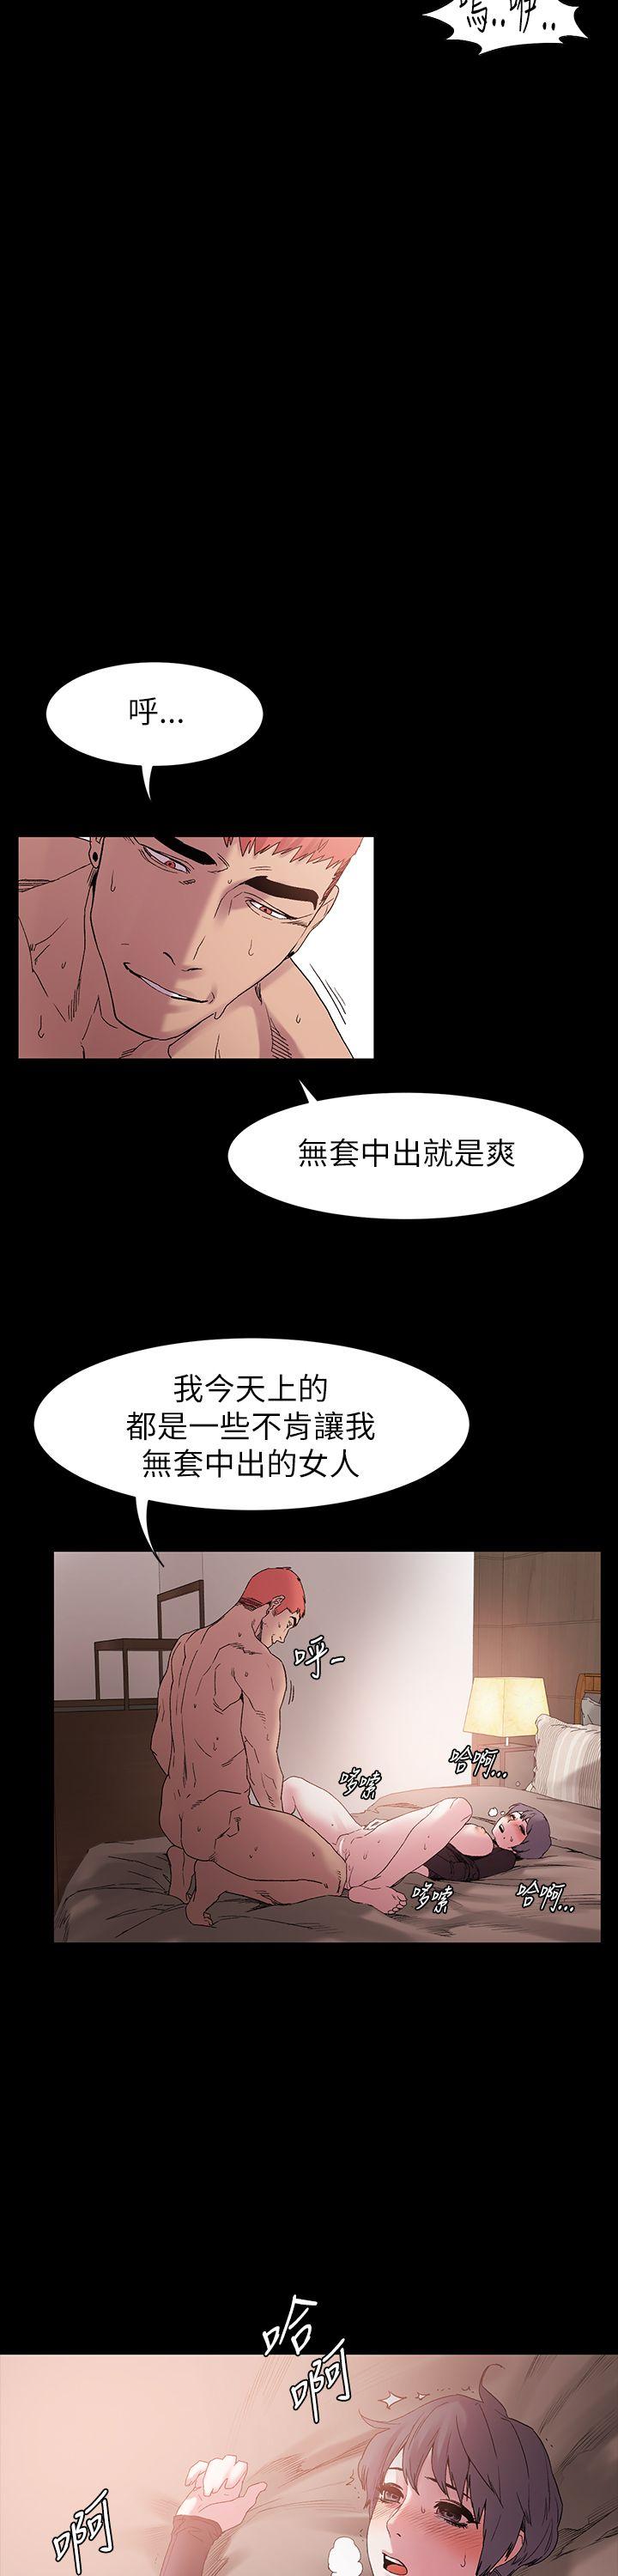 嗚..咿..
呼...
無套中出就是爽
我今天上的
都是一些不肯讓我
無套中出的女人
呼-
哆嗦
哈啊...
哆嗦
哈啊...
哈
啊
啊